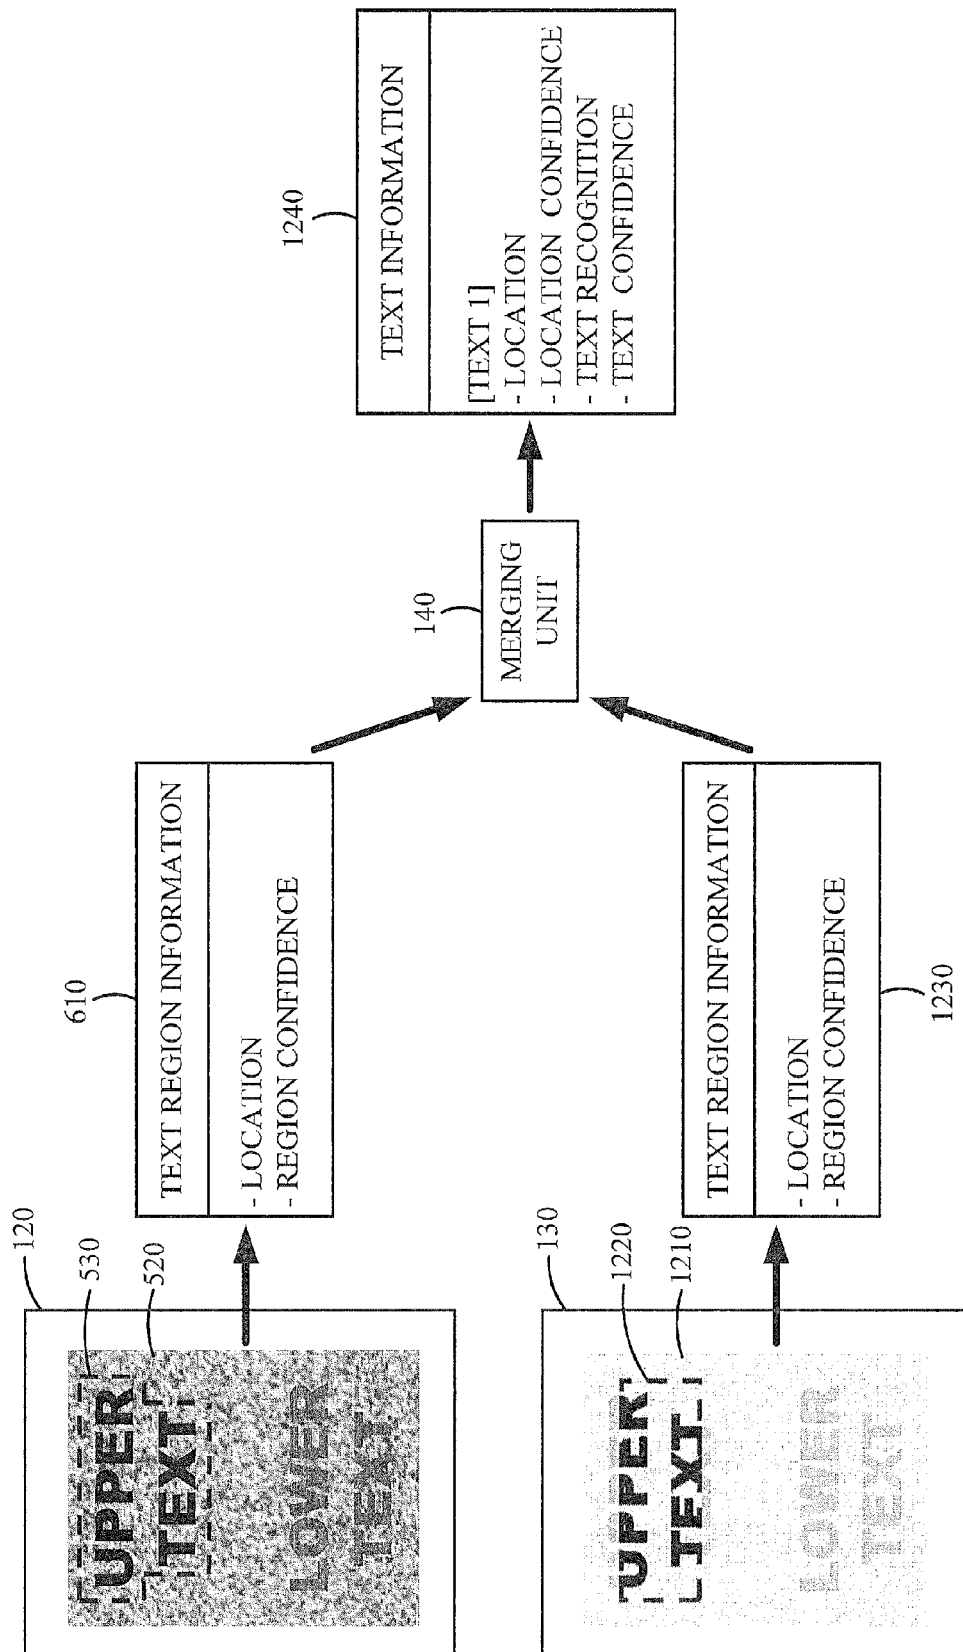 120
530
520
UPPER
TEXT
LOWER
TEXT
610
TEXT REGION INFORMATION
- LOCATION
- REGION CONFIDENCE
130
1220
1210
UPPER
TEXT
LOWER
TEXT
TEXT REGION INFORMATION
- LOCATION
- REGION CONFIDENCE
1230
140
MERGING
UNIT
1240
TEXT INFORMATION
[TEXT 1]
- LOCATION
- LOCATION CONFIDENCE
- TEXT RECOGNITION
- TEXT CONFIDENCE